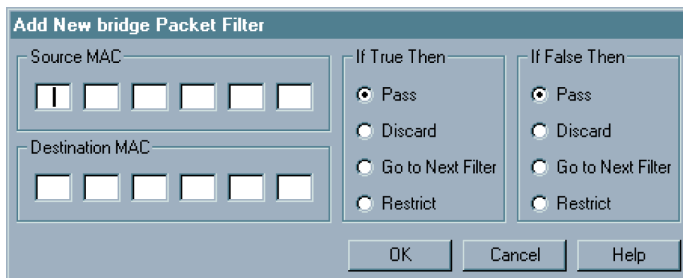 Add New bridge Packet Filter
Source MAC
Destination MAC
If True Then
Pass
Discard
Go to Next Filter
Restrict
If False Then
Pass
Discard
Go to Next Filter
Restrict
OK
Cancel
Help